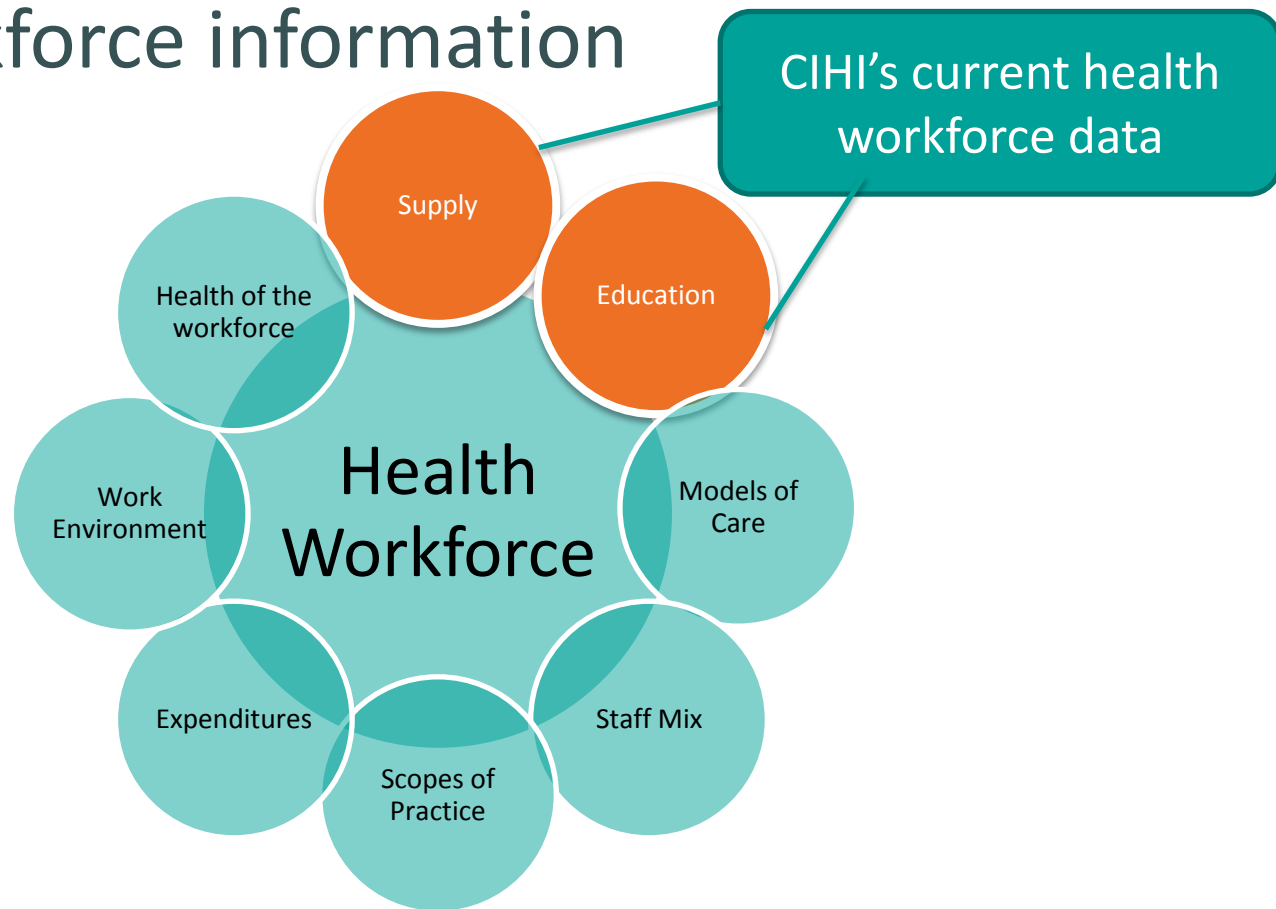 kforce information
CIHI's current health
workforce data
Supply
Education
Health of the
workforce
Health
Workforce
Work
Environment
Models of
Care
Expenditures
Staff Mix
Scopes of
Practice